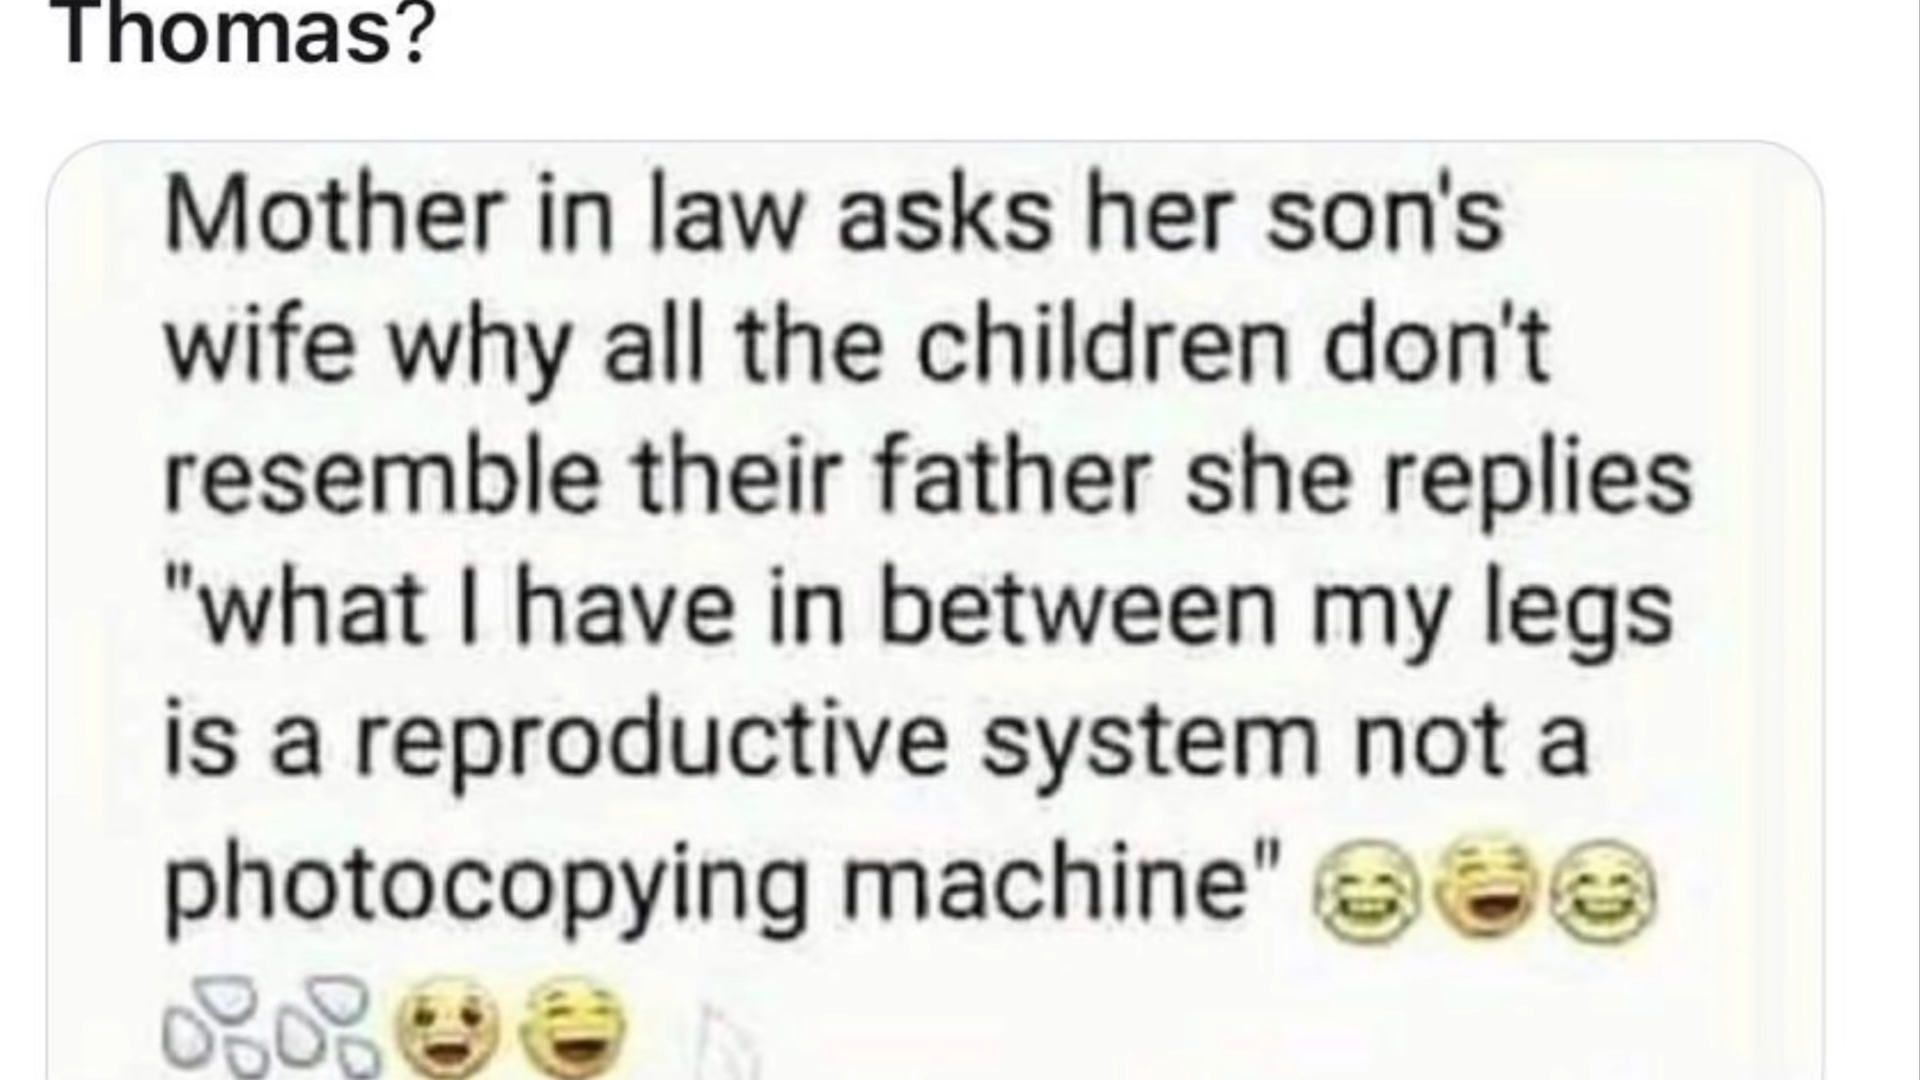 Thomas?
Mother in law asks her son's
wife why all the children don't
resemble their father she replies
"what I have in between my legs
is a reproductive system not a
photocopying machine" 😂😅😂
💦💦😃😅